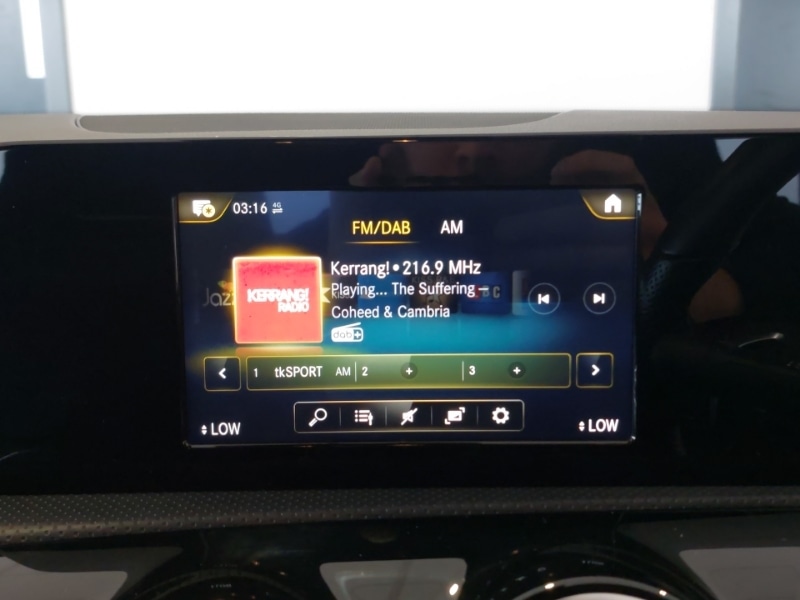 03:16 4G
FM/DAB AM
Kerrang! • 216.9 MHz
Playing... The Suffering –
Coheed & Cambria
KERRANG!
RADIO
Jazz
dab+
1 tkSPORT AM 2 + 3 +
LOW
LOW